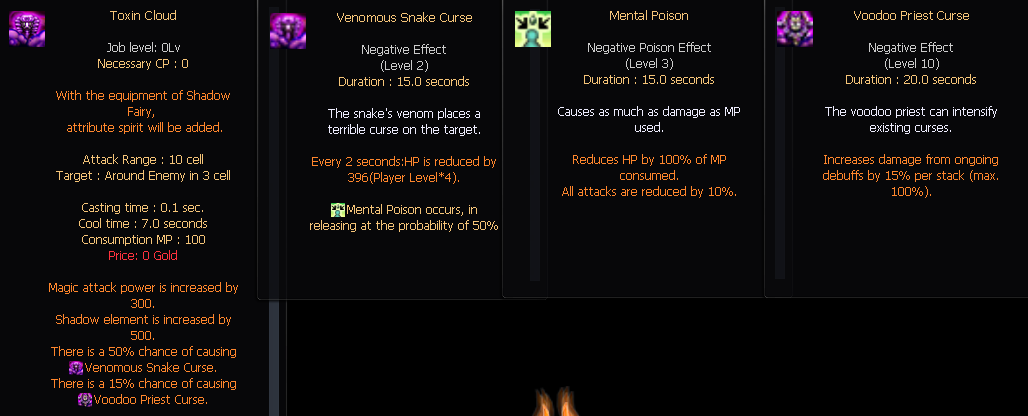 Toxin Cloud
Job level: 0Lv
Necessary CP : 0
With the equipment of Shadow
Fairy,
attribute spirit will be added.
Attack Range : 10 cell
Target : Around Enemy in 3 cell
Casting time : 0.1 sec.
Cool time : 7.0 seconds
Consumption MP : 100
Price: 0 Gold
Magic attack power is increased by
300.
Shadow element is increased by
500.
There is a 50% chance of causing
Venomous Snake Curse.
There is a 15% chance of causing
Voodoo Priest Curse.
Venomous Snake Curse
Negative Effect
(Level 2)
Duration : 15.0 seconds
The snake's venom places a
terrible curse on the target.
Every 2 seconds:HP is reduced by
396(Player Level*4).
Mental Poison occurs, in
releasing at the probability of 50%
Mental Poison
Negative Poison Effect
(Level 3)
Duration : 15.0 seconds
Causes as much as damage as MP
used.
Reduces HP by 100% of MP
consumed.
All attacks are reduced by 10%.
Voodoo Priest Curse
Negative Effect
(Level 10)
Duration : 20.0 seconds
The voodoo priest can intensify
existing curses.
Increases damage from ongoing
debuffs by 15% per stack (max.
100%).